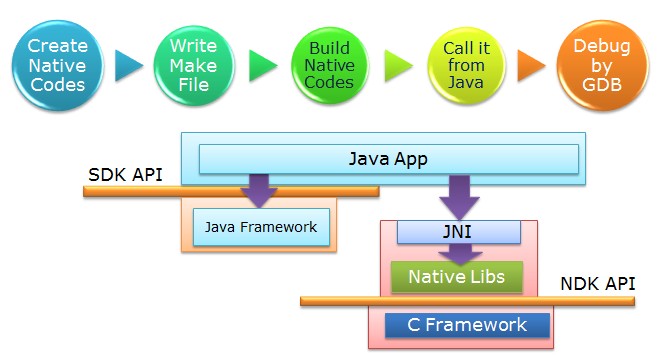 Create
Native
Codes
Write
Make
File
Build
Native
Codes
Call it
from
Java
Debug
by
GDB
Java App
SDK API
Java Framework
JNI
Native Libs
NDK API
C Framework